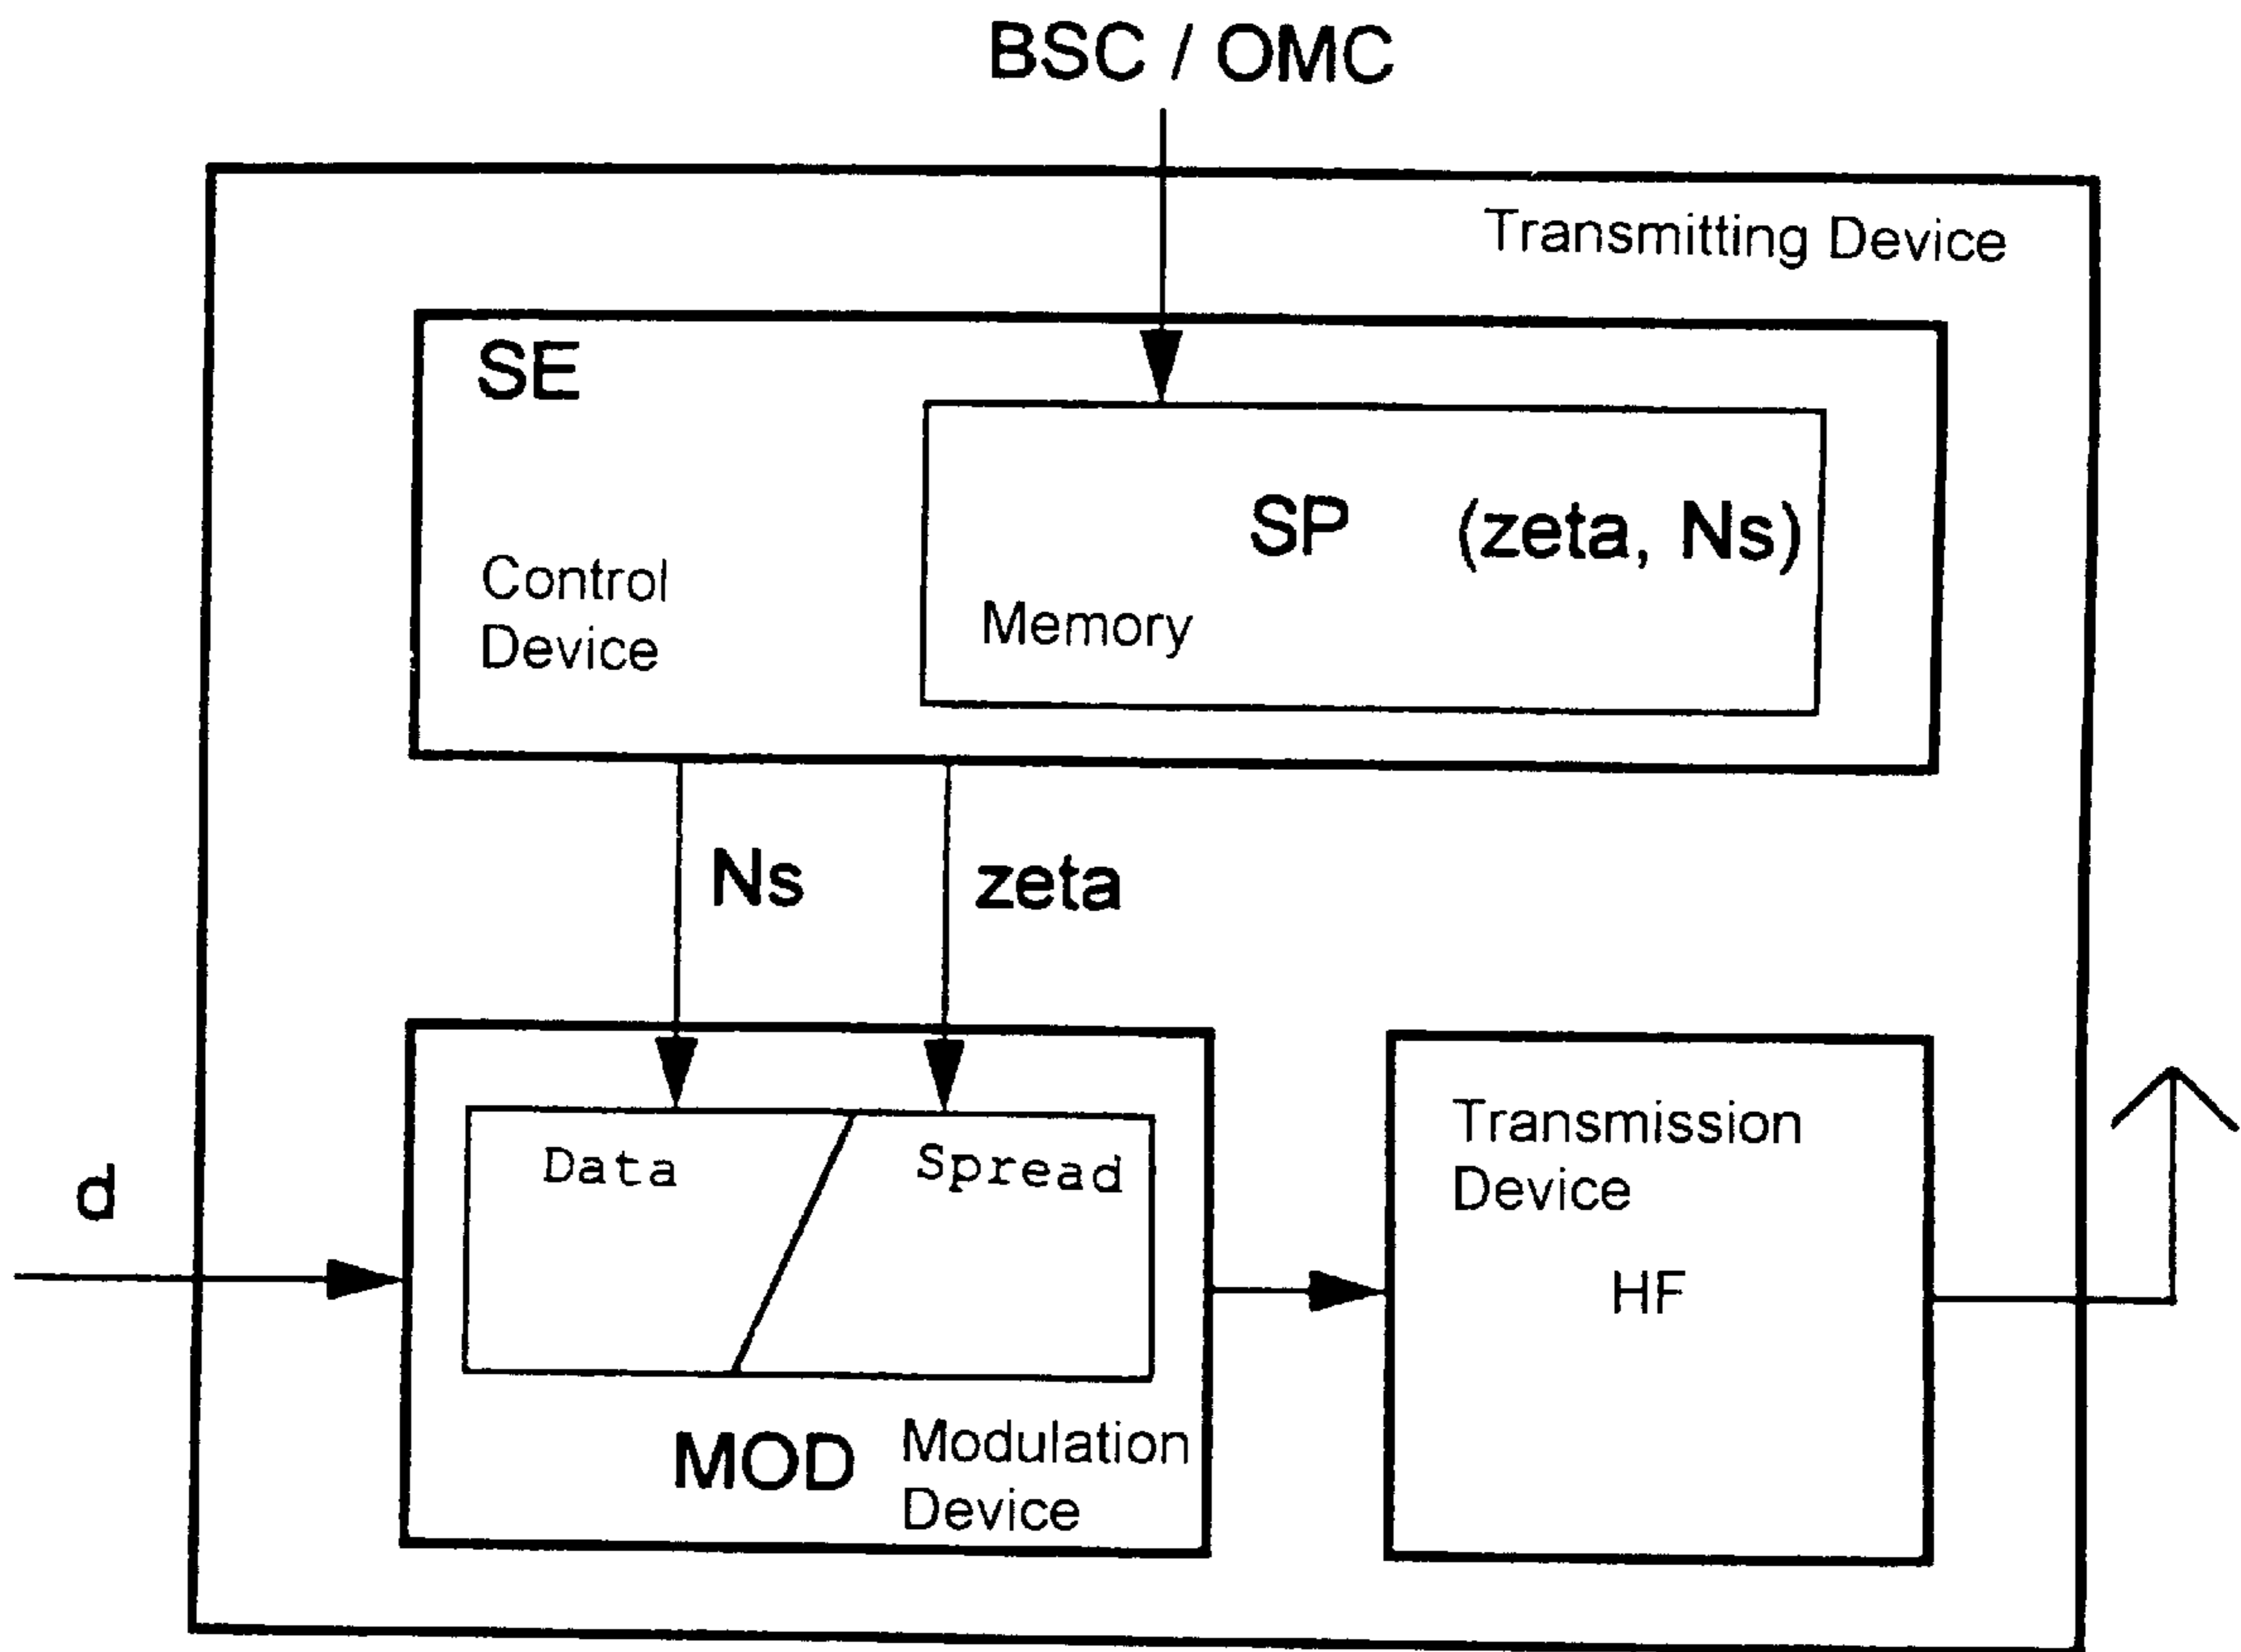 BSC / OMC
Transmitting Device
SE
SP (zeta, Ns)
Control
Device
Memory
Ns
zeta
Data
Spread
d
Transmission
Device
HF
MOD
Modulation
Device